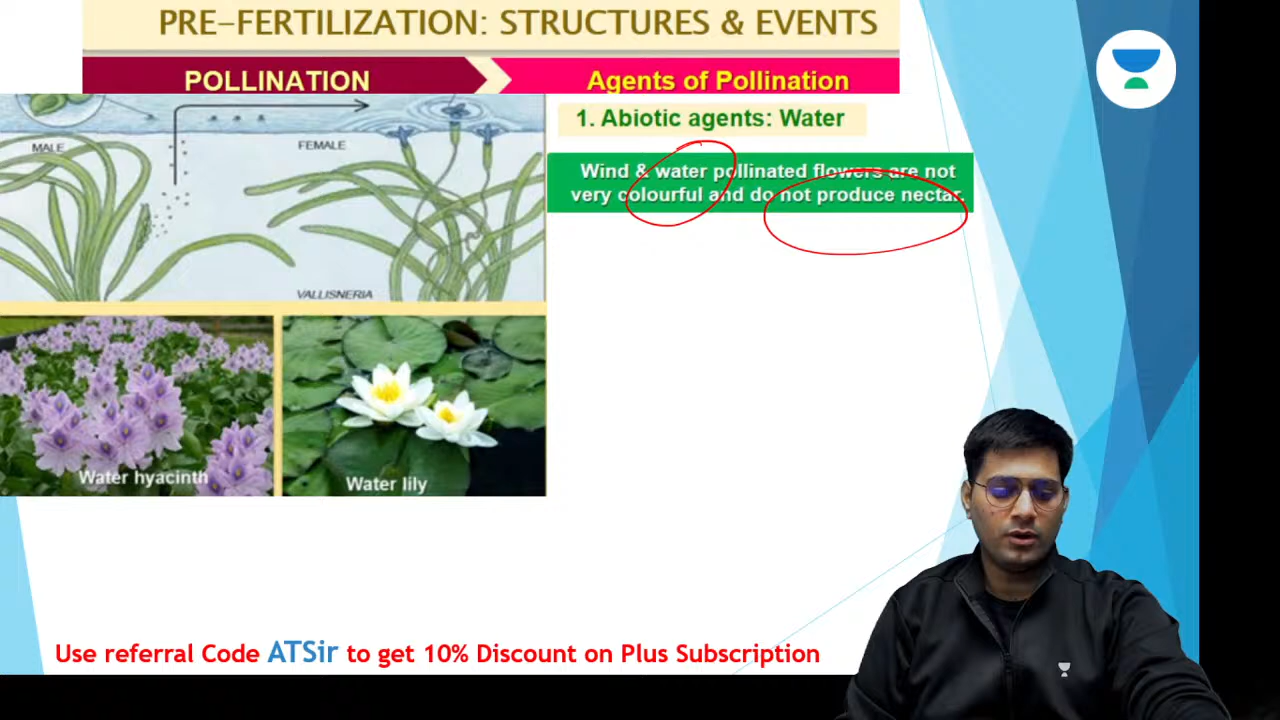 PRE-FERTILIZATION: STRUCTURES & EVENTS
POLLINATION
Agents of Pollination
1. Abiotic agents: Water
MALE
FEMALE
Wind & water pollinated flowers are not
very colourful and do not produce nectar.
VALLISNERIA
Water hyacinth
Water lily
Use referral Code ATSir to get 10% Discount on Plus Subscription